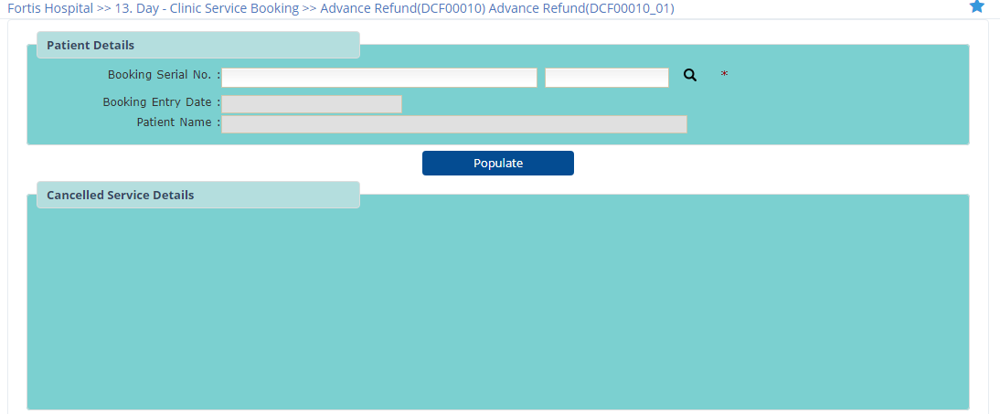 Fortis Hospital >> 13. Day - Clinic Service Booking >> Advance Refund(DCF00010) Advance Refund(DCF00010_01)
Patient Details
Booking Serial No. : *
Booking Entry Date :
Patient Name :
Populate
Cancelled Service Details